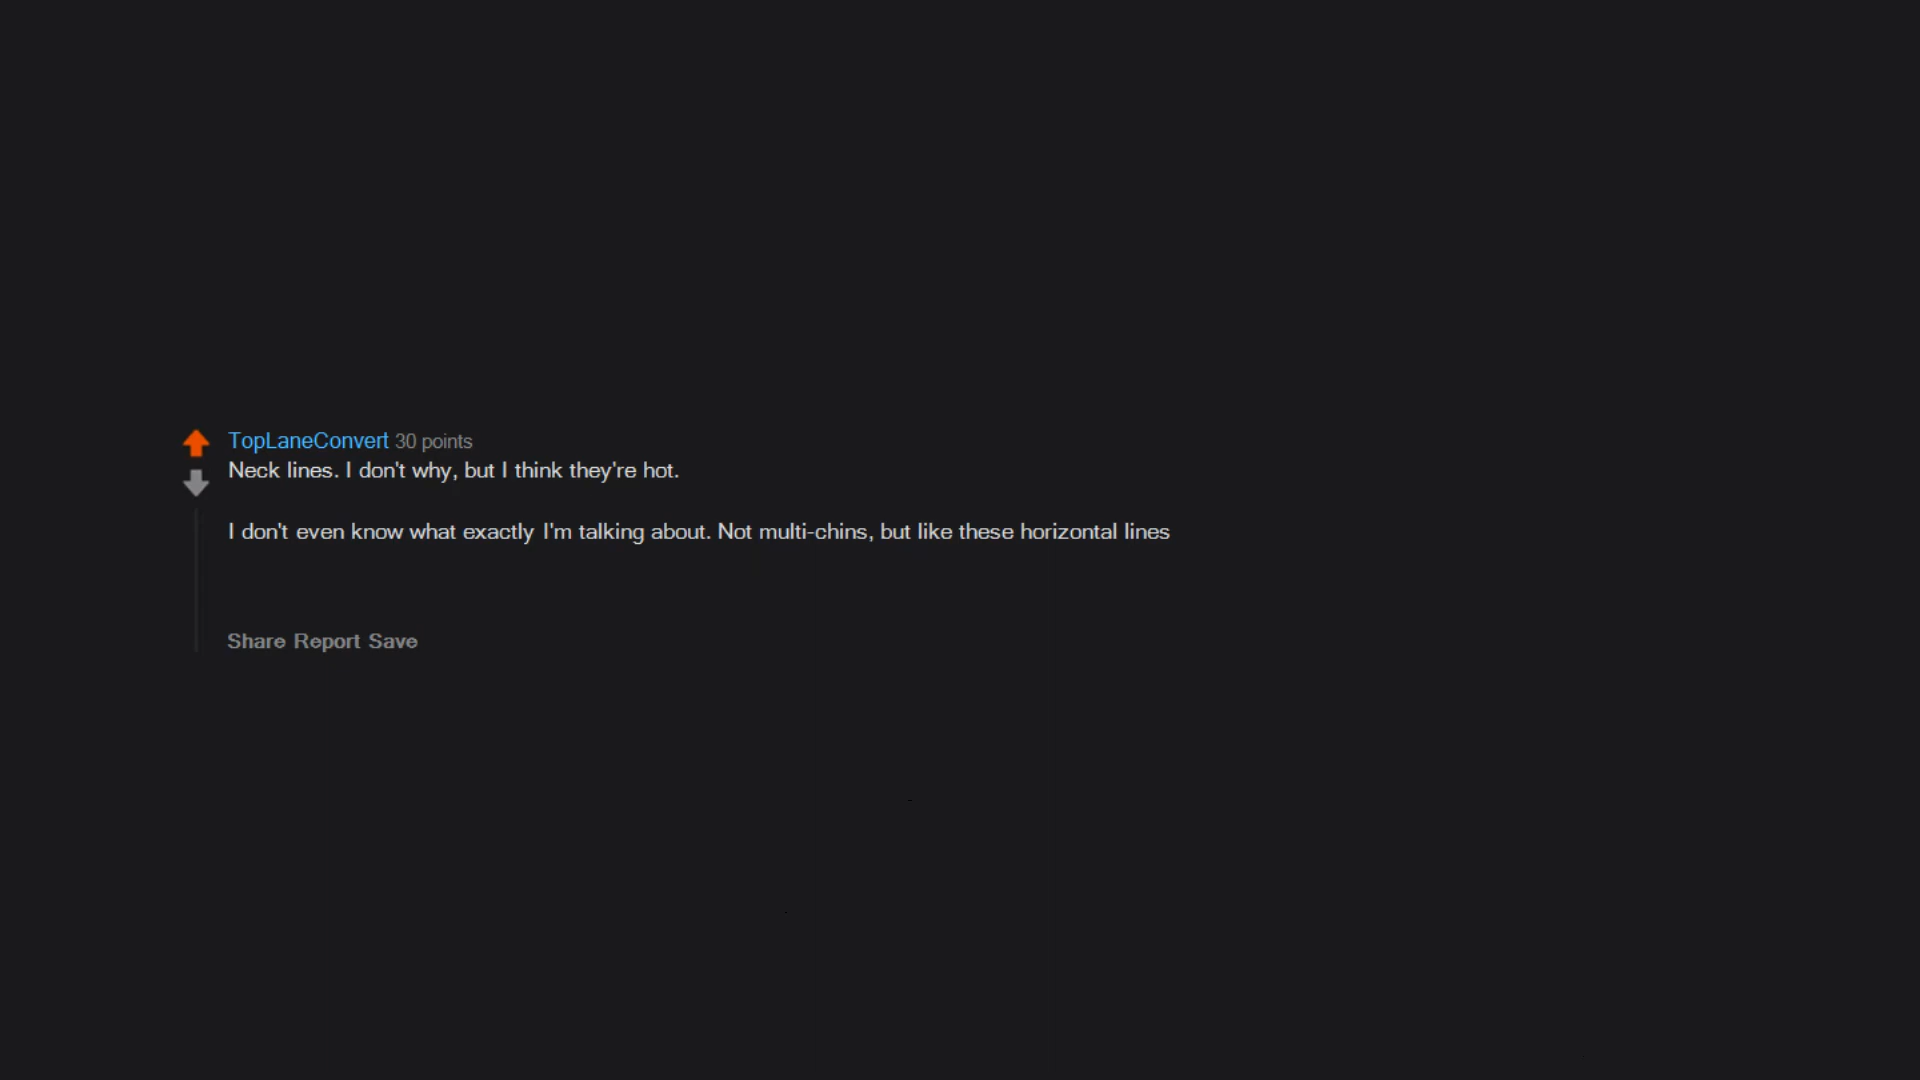 TopLaneConvert 30 points
Neck lines. I don't why, but I think they're hot.
I don't even know what exactly I'm talking about. Not multi-chins, but like these horizontal lines
Share Report Save